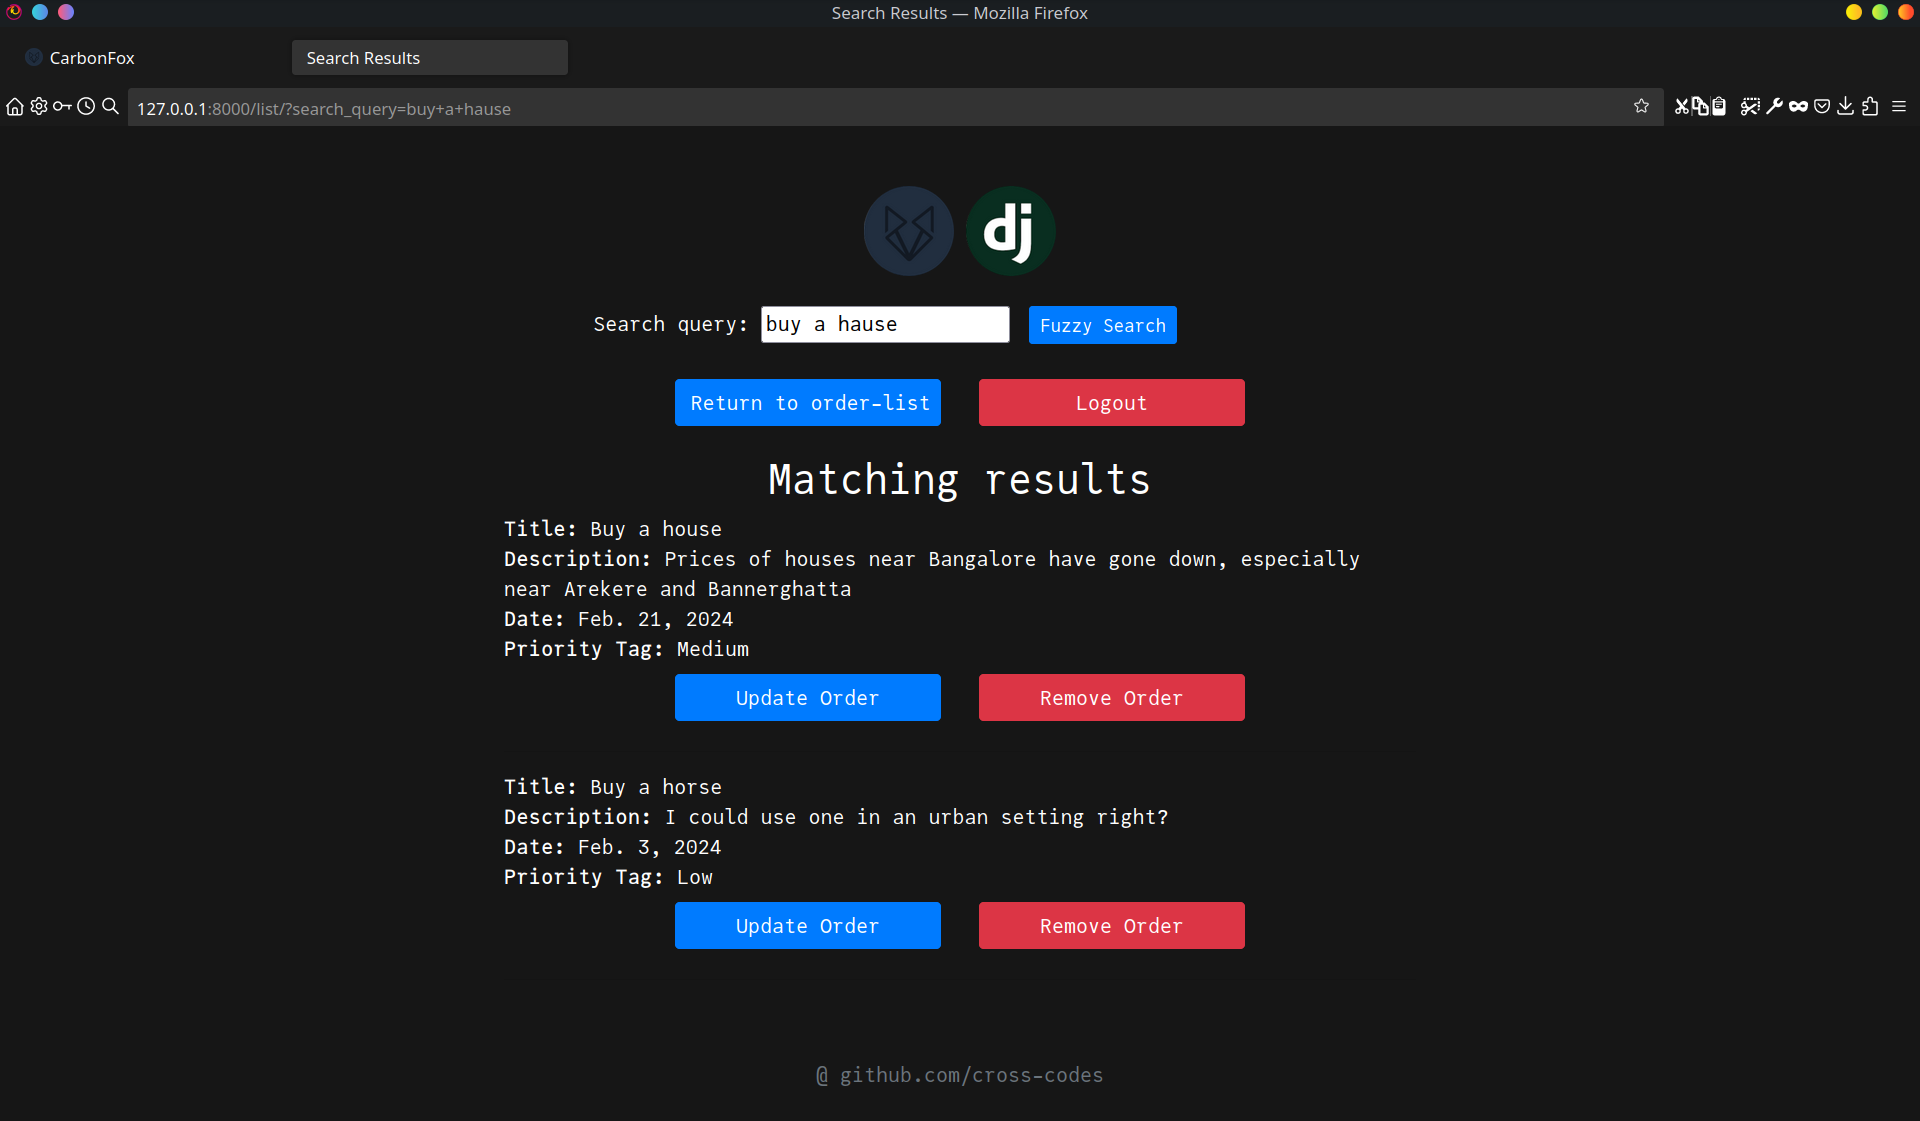 Search Results — Mozilla Firefox
CarbonFox
Search Results
127.0.0.1:8000/list/?search_query=buy+a+hause
dj
Search query: buy a hause Fuzzy Search
Return to order-list Logout
Matching results
Title: Buy a house
Description: Prices of houses near Bangalore have gone down, especially
near Arekere and Bannerghatta
Date: Feb. 21, 2024
Priority Tag: Medium
Update Order Remove Order
Title: Buy a horse
Description: I could use one in an urban setting right?
Date: Feb. 3, 2024
Priority Tag: Low
Update Order Remove Order
@ github.com/cross-codes